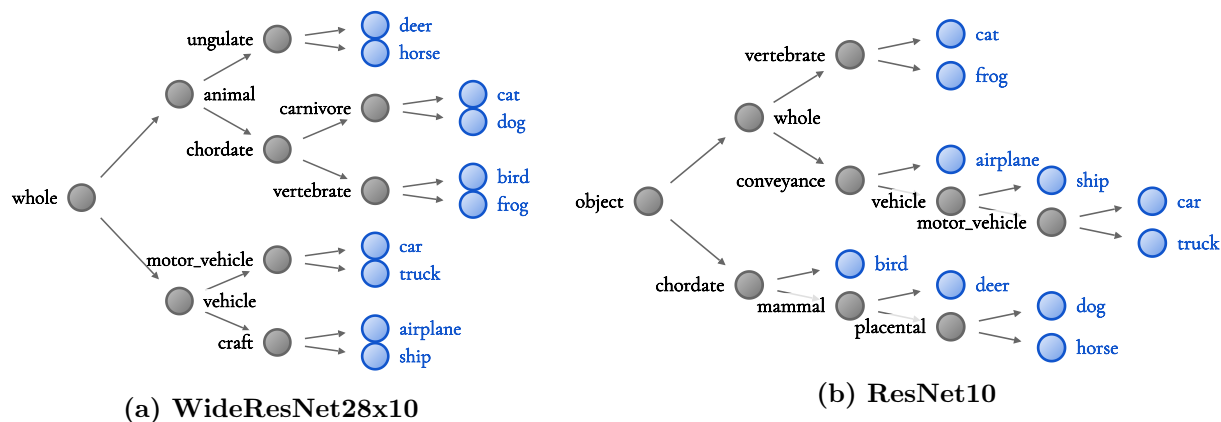 deer
ungulate
horse
animal
cat
carnivore
dog
chordate
bird
vertebrate
frog
whole
car
motor_vehicle
truck
vehicle
airplane
craft
ship
(a) WideResNet28x10
cat
vertebrate
frog
whole
airplane
conveyance
ship
vehicle
car
motor_vehicle
truck
object
bird
chordate
deer
mammal
dog
placental
horse
(b) ResNet10